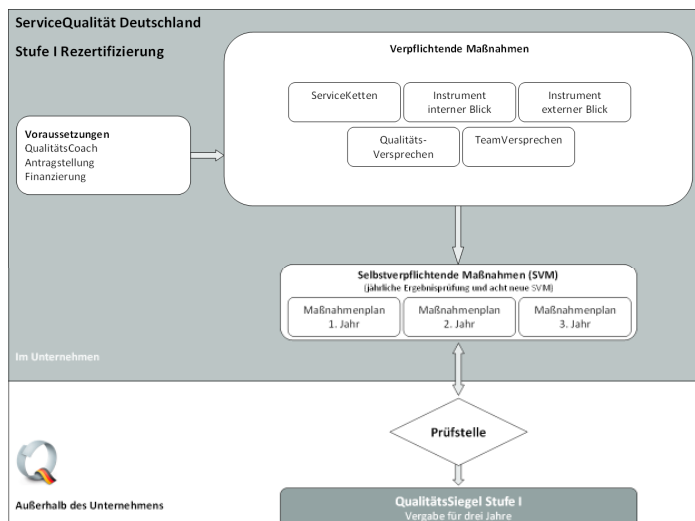 ServiceQualität Deutschland
Stufe I Rezertifizierung
Verpflichtende Maßnahmen
ServiceKetten
Instrument
interner Blick
Instrument
externer Blick
Qualitäts-
Versprechen
TeamVersprechen
Voraussetzungen
QualitätsCoach
Antragstellung
Finanzierung
Selbstverpflichtende Maßnahmen (SVM)
(jährliche Ergebnisprüfung und acht neue SVM)
Maßnahmenplan
1. Jahr
Maßnahmenplan
2. Jahr
Maßnahmenplan
3. Jahr
Im Unternehmen
Prüfstelle
Außerhalb des Unternehmens
QualitätsSiegel Stufe I
Vergabe für drei Jahre